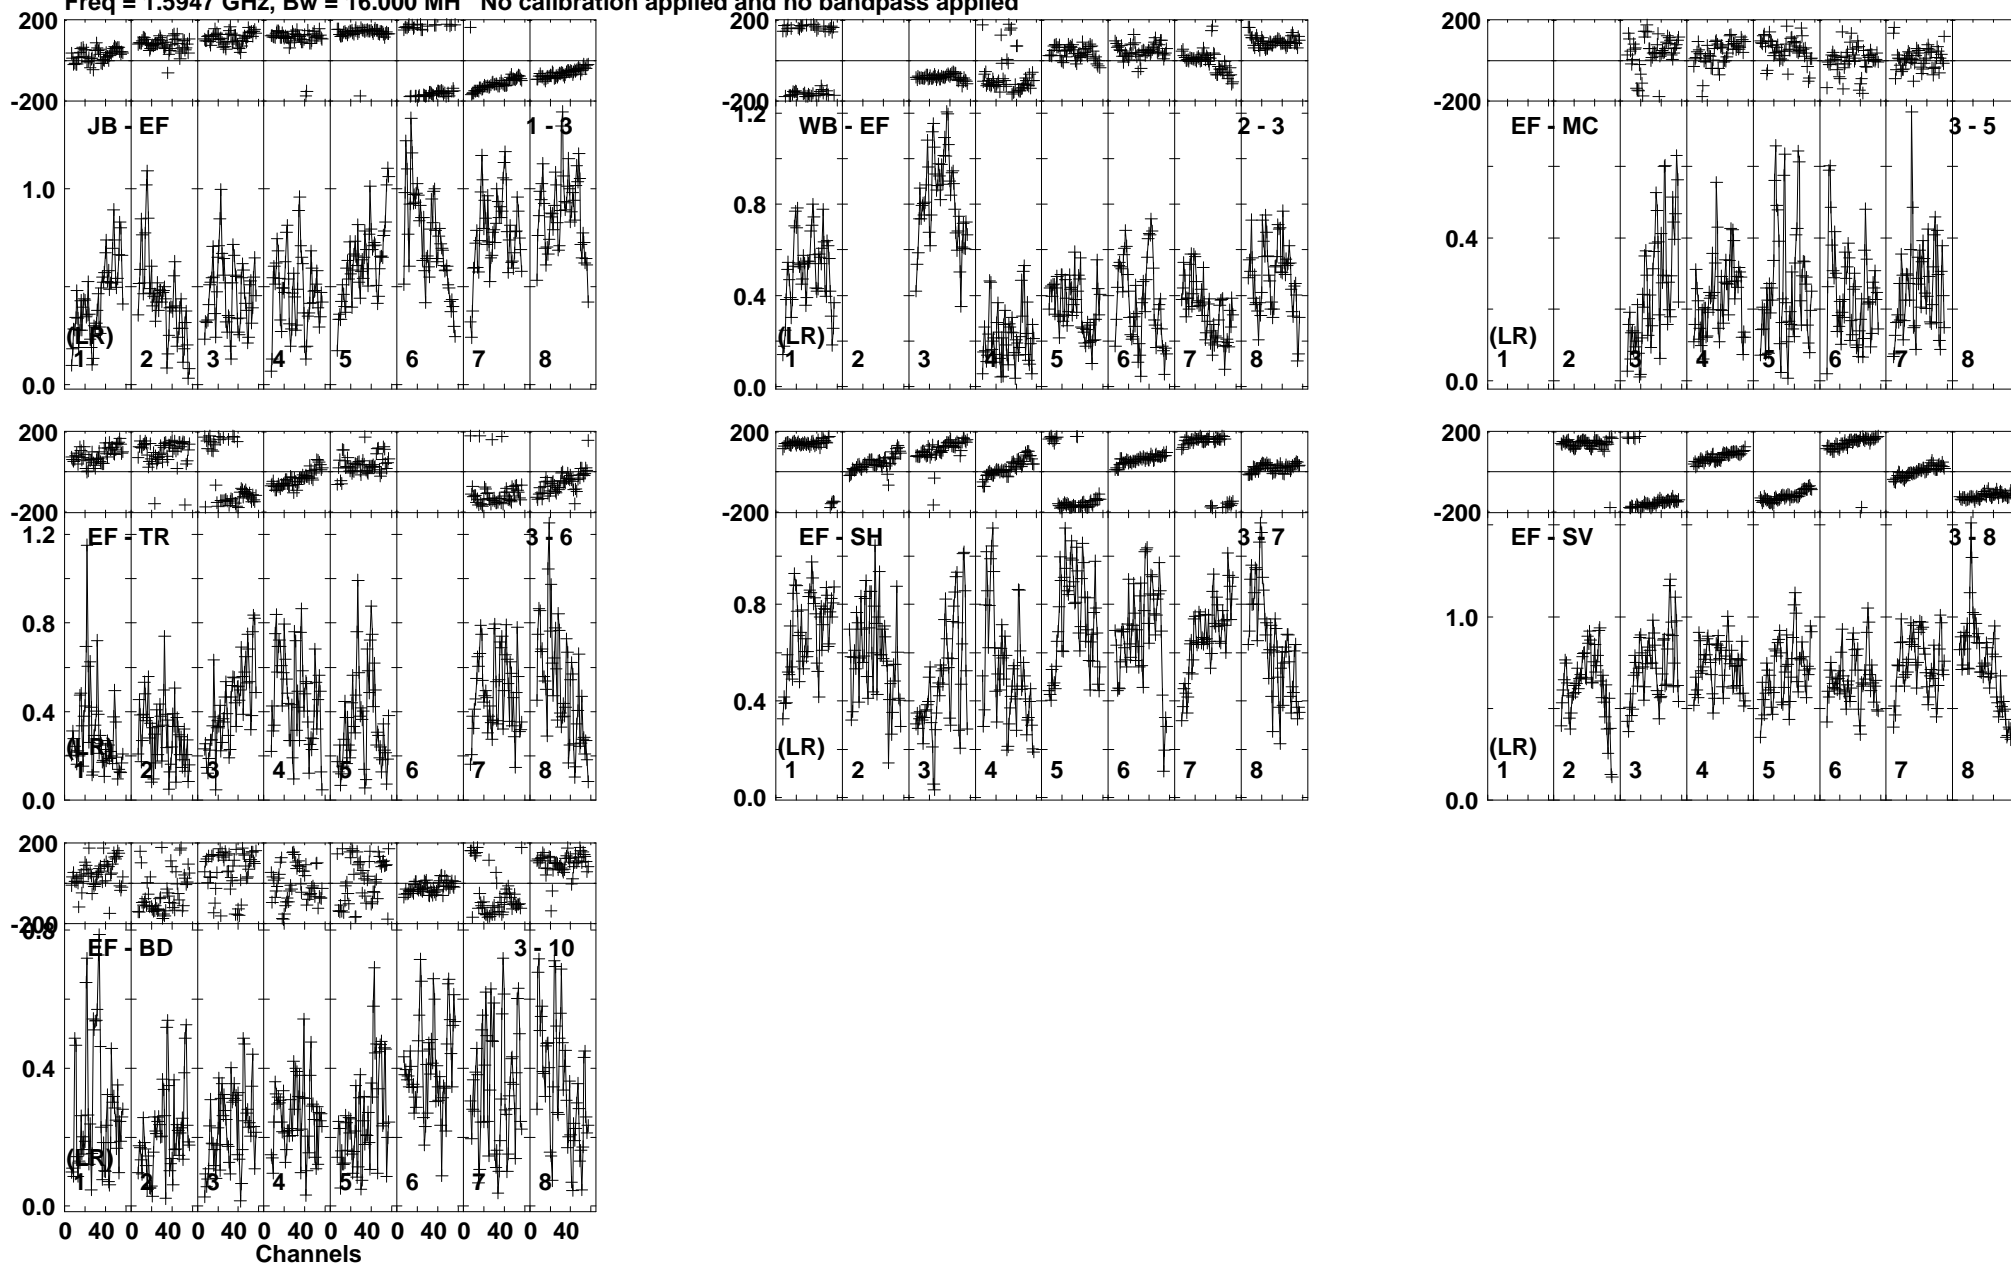 Freq = 1.5947 GHz, Bw = 16.000 MH No calibration applied and no bandpass applied
200 200 200
-200 -200 -200
JB - EF 1 - 3 WB - EF 2 - 3 EF - MC 3 - 5
1.2
1.0
0.8
0.4
0.4
(LR) (LR) (LR)
1 2 3 4 5 6 7 8 1 2 3 4 5 6 7 8 1 2 3 4 5 6 7 8
0.0 0.0 0.0
200 200 200
-200 -200 -200
EF - TR 3 - 6 EF - SH 3 - 7 EF - SV 3 - 8
1.2
1.0
0.8 0.8
0.4 0.4
(LR) (LR) (LR)
1 2 3 4 5 6 7 8 1 2 3 4 5 6 7 8 1 2 3 4 5 6 7 8
0.0 0.0 0.0
200
-200
0.8
EF - BD 3 - 10
0.4
(LR)
1 2 3 4 5 6 7 8
0.0
0 40 0 40 0 40 0 40 0 40 0 40 0 40 0 40
Channels